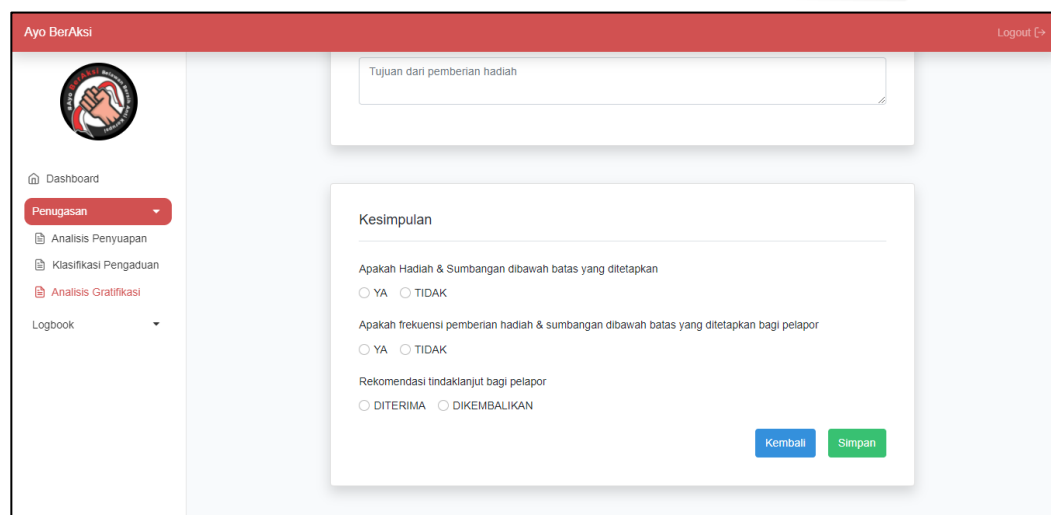 Ayo BerAksi
Logout
Tujuan dari pemberian hadiah
Dashboard
Penugasan
Analisis Penyuapan
Klasifikasi Pengaduan
Analisis Gratifikasi
Logbook
Kesimpulan
Apakah Hadiah & Sumbangan dibawah batas yang ditetapkan
YA TIDAK
Apakah frekuensi pemberian hadiah & sumbangan dibawah batas yang ditetapkan bagi pelapor
YA TIDAK
Rekomendasi tindaklanjut bagi pelapor
DITERIMA DIKEMBALIKAN
Kembali Simpan